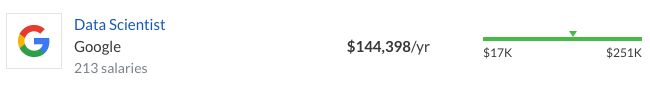 Data Scientist
Google
213 salaries
$144,398/yr
$17K
$251K